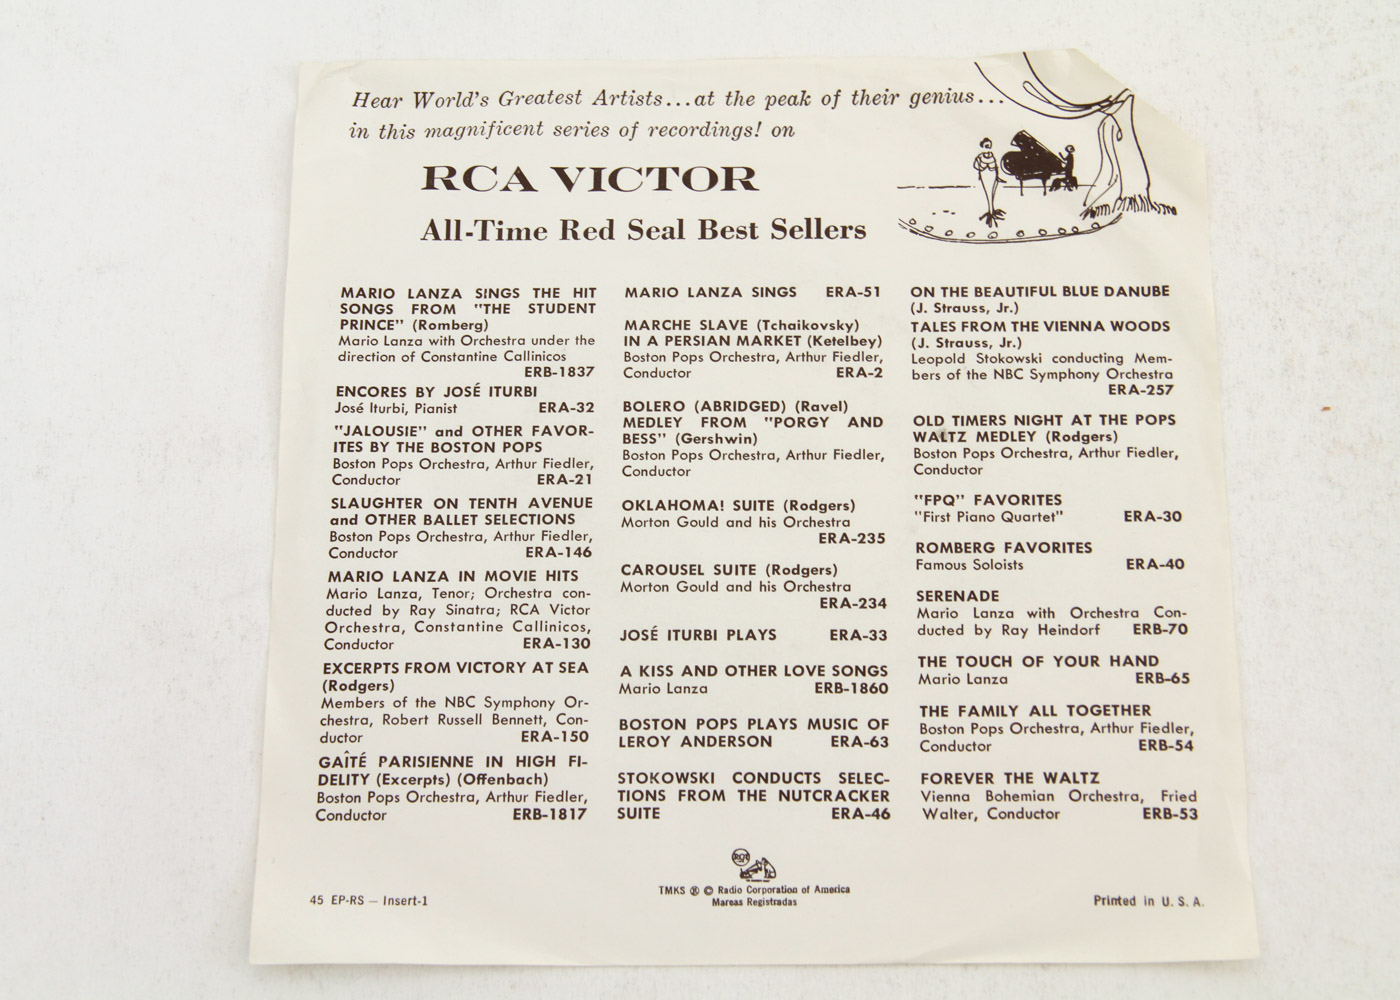 Hear World's Greatest Artists...at the peak of their genius...
in this magnificent series of recordings! on
RCA VICTOR
All-Time Red Seal Best Sellers
MARIO LANZA SINGS THE HIT
SONGS FROM "THE STUDENT
PRINCE" (Romberg)
Mario Lanza with Orchestra under the
direction of Constantine Callinicos
ERB-1837
ENCORES BY JOSÉ ITURBI
José Iturbi, Pianist ERA-32
"JALOUSIE" and OTHER FAVOR-
ITES BY THE BOSTON POPS
Boston Pops Orchestra, Arthur Fiedler,
Conductor ERA-21
SLAUGHTER ON TENTH AVENUE
and OTHER BALLET SELECTIONS
Boston Pops Orchestra, Arthur Fiedler,
Conductor ERA-146
MARIO LANZA IN MOVIE HITS
Mario Lanza, Tenor; Orchestra con-
ducted by Ray Sinatra; RCA Victor
Orchestra, Constantine Callinicos,
Conductor ERA-130
EXCERPTS FROM VICTORY AT SEA
(Rodgers)
Members of the NBC Symphony Or-
chestra, Robert Russell Bennett, Con-
ductor ERA-150
GAÎTÉ PARISIENNE IN HIGH FI-
DELITY (Excerpts) (Offenbach)
Boston Pops Orchestra, Arthur Fiedler,
Conductor ERB-1817
MARIO LANZA SINGS ERA-51
MARCHE SLAVE (Tchaikovsky)
IN A PERSIAN MARKET (Ketelbey)
Boston Pops Orchestra, Arthur Fiedler,
Conductor ERA-2
BOLERO (ABRIDGED) (Ravel)
MEDLEY FROM "PORGY AND
BESS" (Gershwin)
Boston Pops Orchestra, Arthur Fiedler,
Conductor
OKLAHOMA! SUITE (Rodgers)
Morton Gould and his Orchestra
ERA-235
CAROUSEL SUITE (Rodgers)
Morton Gould and his Orchestra
ERA-234
JOSÉ ITURBI PLAYS ERA-33
A KISS AND OTHER LOVE SONGS
Mario Lanza ERB-1860
BOSTON POPS PLAYS MUSIC OF
LEROY ANDERSON ERA-63
STOKOWSKI CONDUCTS SELEC-
TIONS FROM THE NUTCRACKER
SUITE ERA-46
ON THE BEAUTIFUL BLUE DANUBE
(J. Strauss, Jr.)
TALES FROM THE VIENNA WOODS
(J. Strauss, Jr.)
Leopold Stokowski conducting Mem-
bers of the NBC Symphony Orchestra
ERA-257
OLD TIMERS NIGHT AT THE POPS
WALTZ MEDLEY (Rodgers)
Boston Pops Orchestra, Arthur Fiedler,
Conductor
"FPQ" FAVORITES
"First Piano Quartet" ERA-30
ROMBERG FAVORITES
Famous Soloists ERA-40
SERENADE
Mario Lanza with Orchestra Con-
ducted by Ray Heindorf ERB-70
THE TOUCH OF YOUR HAND
Mario Lanza ERB-65
THE FAMILY ALL TOGETHER
Boston Pops Orchestra, Arthur Fiedler,
Conductor ERB-54
FOREVER THE WALTZ
Vienna Bohemian Orchestra, Fried
Walter, Conductor ERB-53
RCA
TMKS ® © Radio Corporation of America
Marcas Registradas
45 EP-RS — Insert-1
Printed in U. S. A.